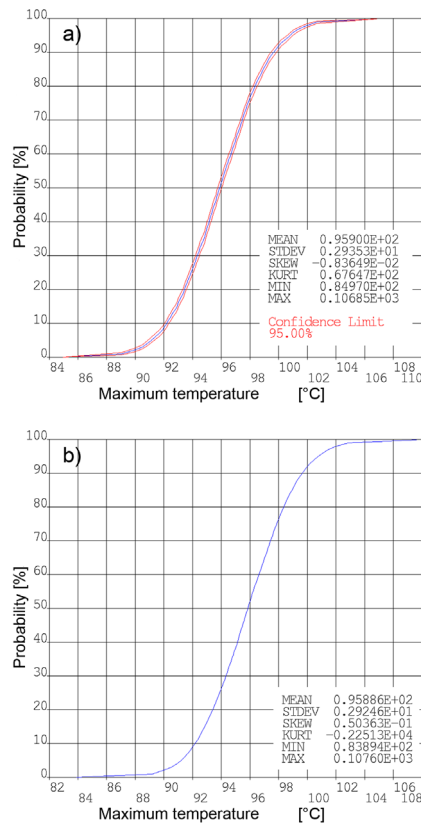 a)
100
90
80
70
60
50
40
30
20
10
0
Probability [%]
MEAN 0.95900E+02
STDEV 0.29353E+01
SKEW -0.83649E-02
KURT 0.67647E+02
MIN 0.84970E+02
MAX 0.10685E+03
Confidence Limit
95.00%
84 88 92 96 100 104 108
86 90 94 98 102 106 110
Maximum temperature [°C]
b)
100
90
80
70
60
50
40
30
20
10
0
Probability [%]
MEAN 0.95886E+02
STDEV 0.29246E+01
SKEW 0.50363E-01
KURT -0.22513E+04
MIN 0.83894E+02
MAX 0.10760E+03
82 86 90 94 98 102 106
84 88 92 96 100 104 108
Maximum temperature [°C]